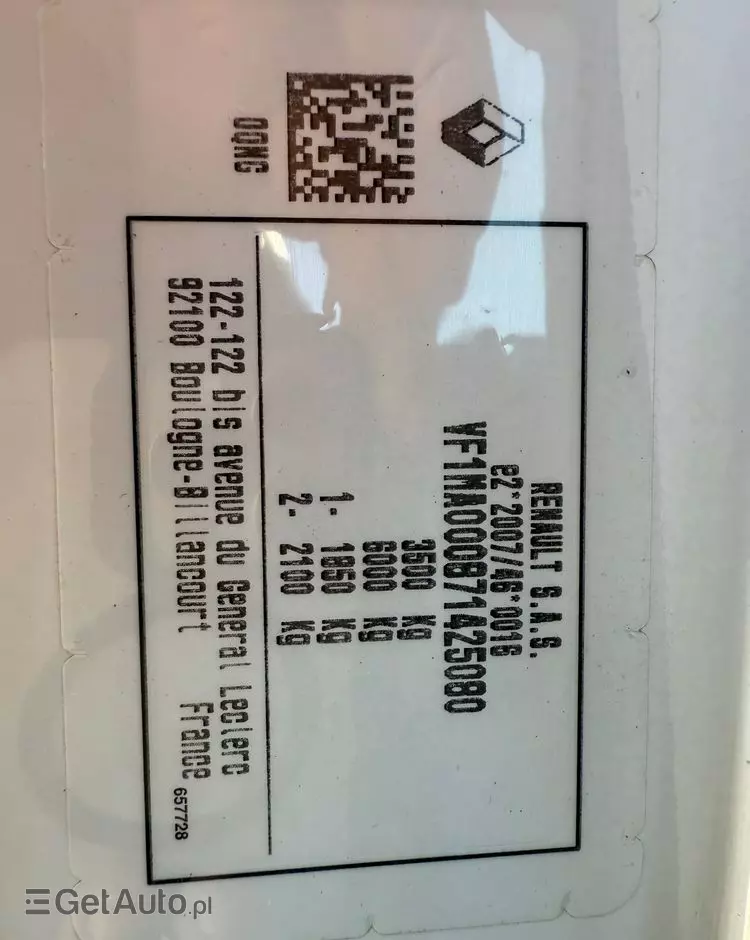 OQNG
RENAULT S.A.S.
e2*2007/46*0016
VF1MA000871425080
3500 Kg
6000 Kg
1- 1850 Kg
2- 2100 Kg
122-122 bis avenue du General Leclerc
92100 Boulogne-Billancourt France
657728
GetAuto.pl